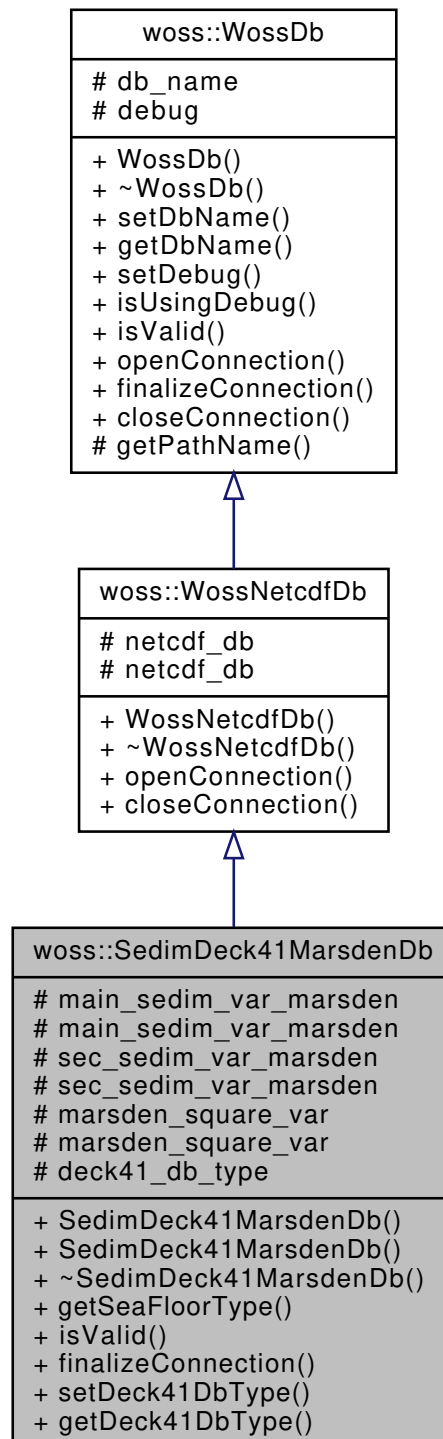 woss::WossDb
# db_name
# debug
+ WossDb()
+ ~WossDb()
+ setDbName()
+ getDbName()
+ setDebug()
+ isUsingDebug()
+ isValid()
+ openConnection()
+ finalizeConnection()
+ closeConnection()
# getPathName()
woss::WossNetcdfDb
# netcdf_db
# netcdf_db
+ WossNetcdfDb()
+ ~WossNetcdfDb()
+ openConnection()
+ closeConnection()
woss::SedimDeck41MarsdenDb
# main_sedim_var_marsden
# main_sedim_var_marsden
# sec_sedim_var_marsden
# sec_sedim_var_marsden
# marsden_square_var
# marsden_square_var
# deck41_db_type
+ SedimDeck41MarsdenDb()
+ SedimDeck41MarsdenDb()
+ ~SedimDeck41MarsdenDb()
+ getSeaFloorType()
+ isValid()
+ finalizeConnection()
+ setDeck41DbType()
+ getDeck41DbType()